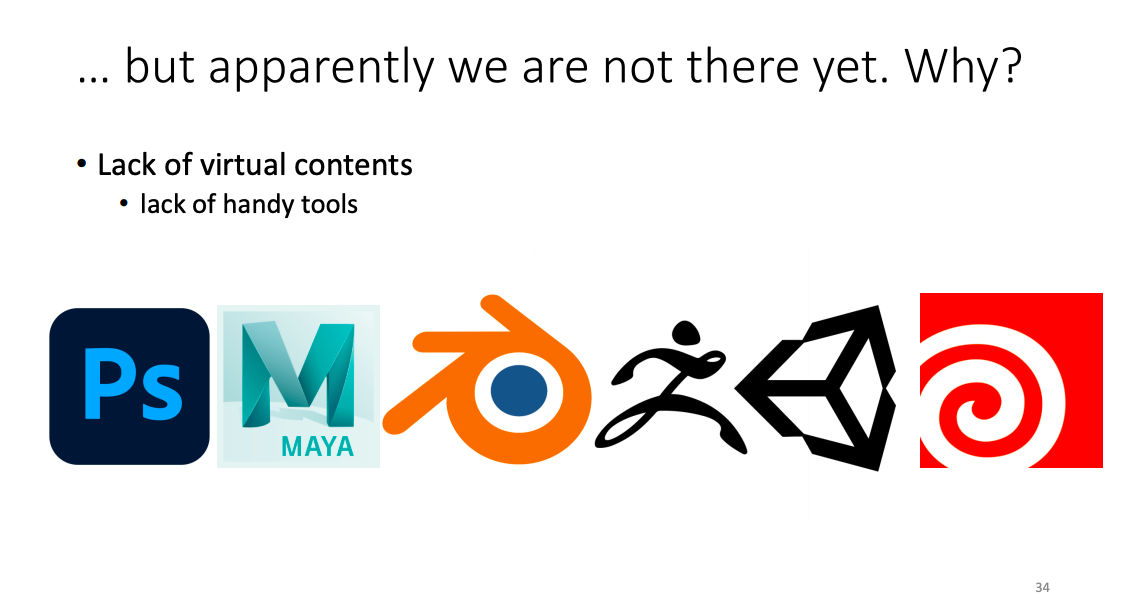 ... but apparently we are not there yet. Why?
• Lack of virtual contents
• lack of handy tools
Ps
MAYA
34